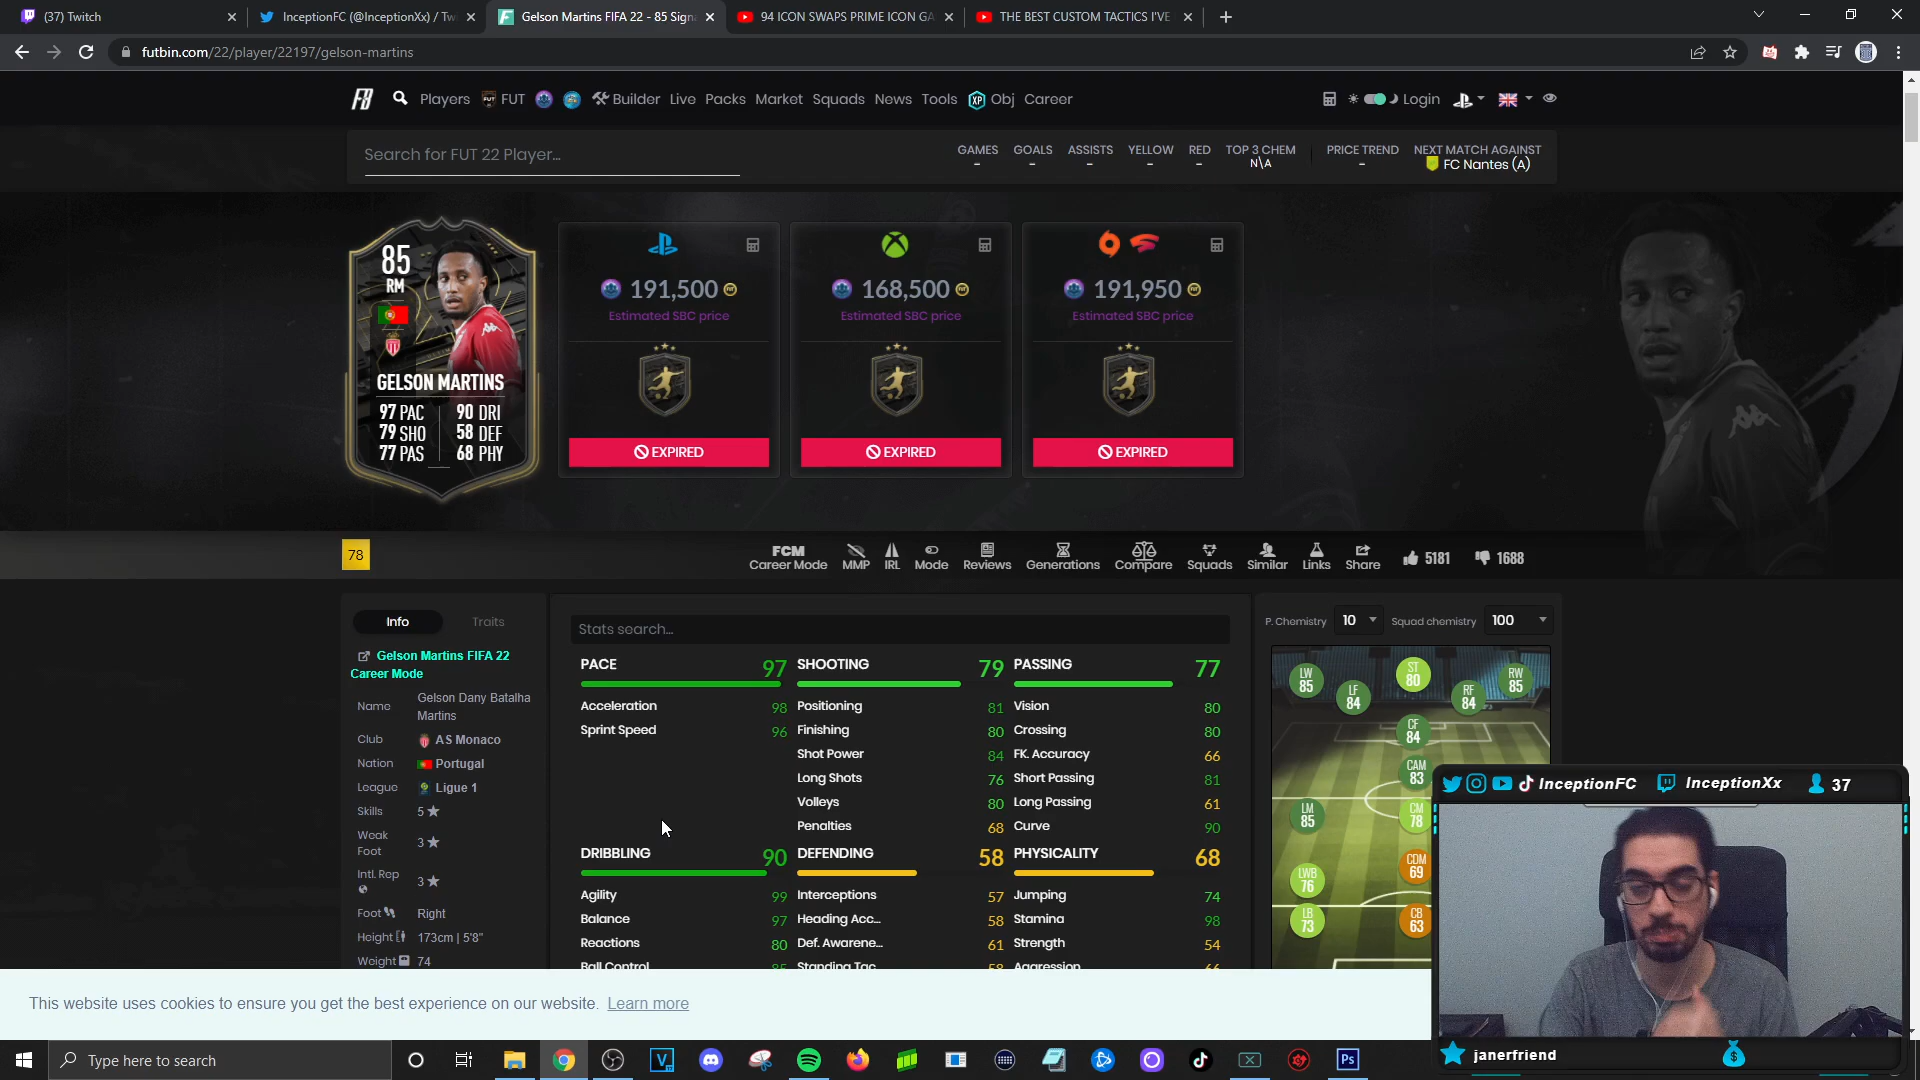 (37) Twitch
InceptionFC (@InceptionXx) / Tw
Gelson Martins FIFA 22 - 85 Signa
94 ICON SWAPS PRIME ICON GA
THE BEST CUSTOM TACTICS I'VE
futbin.com/22/player/22197/gelson-martins
Players FUT Builder Live Packs Market Squads News Tools XP Obj Career
Login
Search for FUT 22 Player...
GAMES GOALS ASSISTS YELLOW RED TOP 3 CHEM PRICE TREND NEXT MATCH AGAINST
- - - - - N\A - FC Nantes (A)
85
RM
GELSON MARTINS
97 PAC 90 DRI
79 SHO 58 DEF
77 PAS 68 PHY
191,500 168,500 191,950
Estimated SBC price Estimated SBC price Estimated SBC price
EXPIRED EXPIRED EXPIRED
78
FCM
Career Mode MMP IRL Mode Reviews Generations Compare Squads Similar Links Share 5181 1688
Info Traits
Gelson Martins FIFA 22
Career Mode
Name Gelson Dany Batalha
Martins
Club AS Monaco
Nation Portugal
League Ligue 1
Skills 5
Weak
Foot 3
Intl. Rep 3
Foot Right
Height 173cm | 5'8"
Weight 74
Stats search...
PACE 97 SHOOTING 79 PASSING 77
Acceleration 98 Positioning 81 Vision 80
Sprint Speed 96 Finishing 80 Crossing 80
Shot Power 84 FK. Accuracy 66
Long Shots 76 Short Passing 81
Volleys 80 Long Passing 61
Penalties 68 Curve 90
DRIBBLING 90 DEFENDING 58 PHYSICALITY 68
Agility 99 Interceptions 57 Jumping 74
Balance 97 Heading Acc... 58 Stamina 98
Reactions 80 Def. Awarene... 61 Strength 54
Ball Control Standing Tac... Aggression
P. Chemistry 10 Squad chemistry 100
LW
85
ST
80
RW
85
LF
84
RF
84
CF
84
CAM
83
LM
85
CM
78
CDM
69
LWB
76
LB
73
CB
63
InceptionFC InceptionXx 37
janerfriend
This website uses cookies to ensure you get the best experience on our website. Learn more
Type here to search
Ps